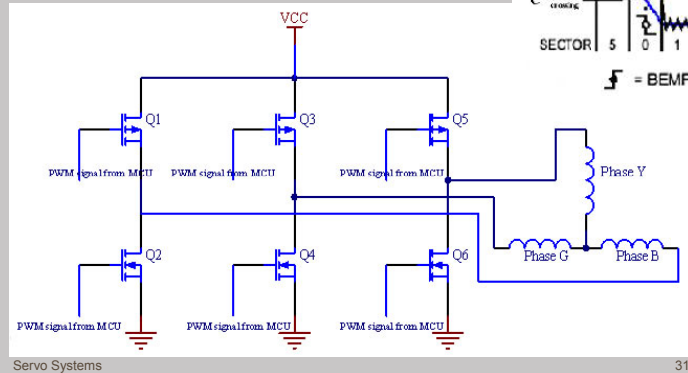 crossing
SECTOR 5 0 1
= BEMF
VCC
Q1
Q3
Q5
PWM signal from MCU
PWM signal from MCU
PWM signal from MCU
Phase Y
Q2
Q4
Q6
Phase G
Phase B
PWM signal from MCU
PWM signal from MCU
PWM signal from MCU
Servo Systems
31